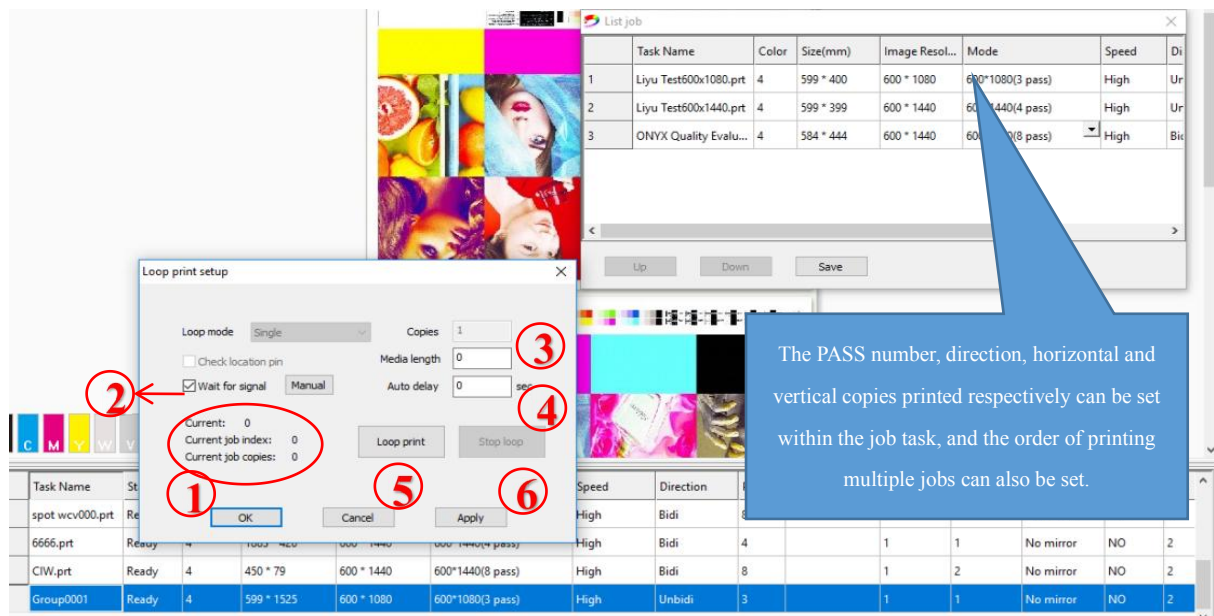 List job
Task Name Color Size(mm) Image Resol... Mode Speed Di
1 Liyu Test600x1080.prt 4 599 * 400 600 * 1080 600*1080(3 pass) High Ur
2 Liyu Test600x1440.prt 4 599 * 399 600 * 1440 1440(4 pass) High Ur
3 ONYX Quality Evalu... 4 584 * 444 600 * 1440 (8 pass) High Bic
Up Down Save
Loop print setup
Loop mode Single Copies 1
Check location pin Media length 0
Wait for signal Manual Auto delay 0 sec
Current: 0
Current job index: 0
Current job copies: 0
Loop print Stop loop
OK Cancel Apply
1
2
3
4
5
6
The PASS number, direction, horizontal and
vertical copies printed respectively can be set
within the job task, and the order of printing
multiple jobs can also be set.
C M Y W V
Task Name St Speed Direction
spot wcv000.prt Re High Bidi 8
6666.prt Ready 4 600*1440(4 pass) High Bidi 4 1 1 No mirror NO 2
CIW.prt Ready 4 450 * 79 600 * 1440 600*1440(8 pass) High Bidi 8 1 2 No mirror NO 2
Group0001 Ready 4 599 * 1525 600 * 1080 600*1080(3 pass) High Unbidi 3 1 1 No mirror NO 2